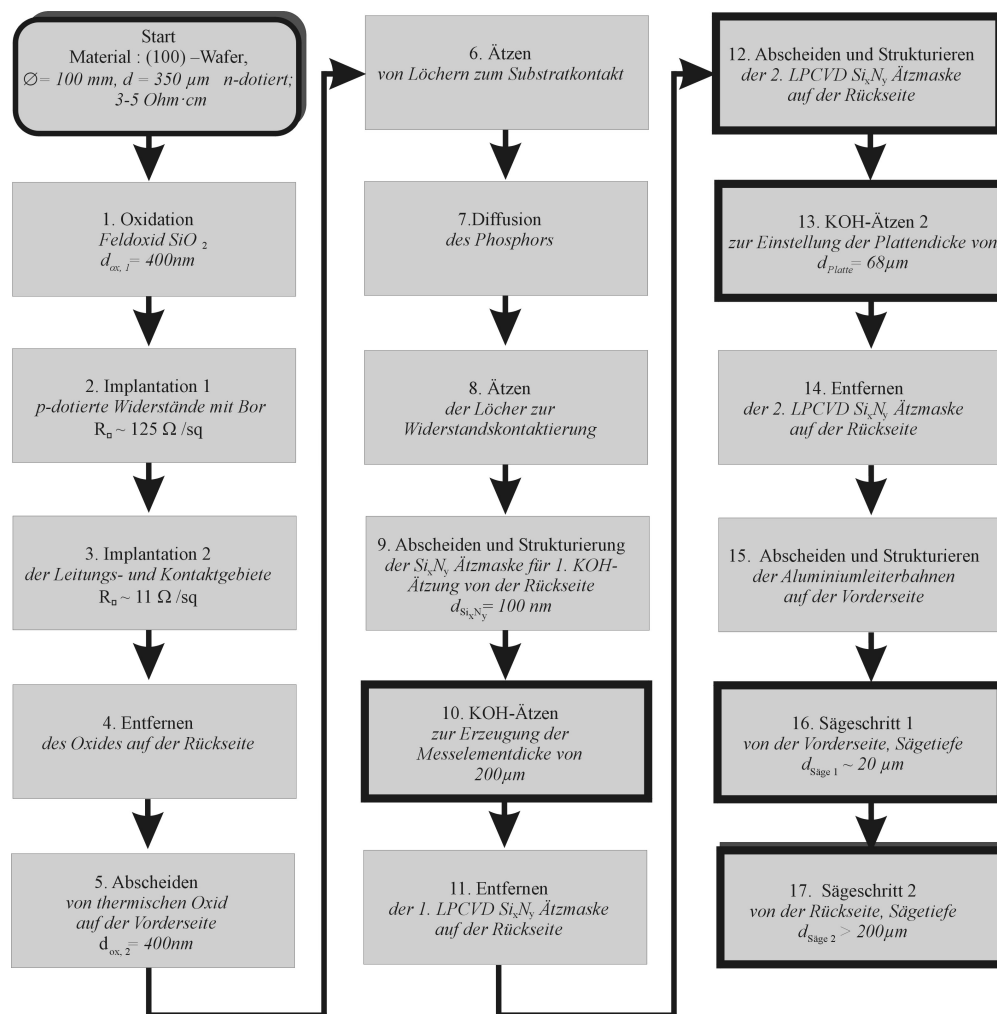 Start
Material : (100) –Wafer,
∅= 100 mm, d = 350 µm n-dotiert;
3-5 Ohm·cm
1. Oxidation
Feldoxid SiO 2
dox, 1= 400nm
2. Implantation 1
p-dotierte Widerstände mit Bor
R□ ~ 125 Ω /sq
3. Implantation 2
der Leitungs- und Kontaktgebiete
R□ ~ 11 Ω /sq
4. Entfernen
des Oxides auf der Rückseite
5. Abscheiden
von thermischen Oxid
auf der Vorderseite
dox, 2= 400nm
6. Ätzen
von Löchern zum Substratkontakt
7.Diffusion
des Phosphors
8. Ätzen
der Löcher zur
Widerstandskontaktierung
9. Abscheiden und Strukturierung
der SixNy Ätzmaske für 1. KOH-
Ätzung von der Rückseite
dSixNy= 100 nm
10. KOH-Ätzen
zur Erzeugung der
Messelementdicke von
200µm
11. Entfernen
der 1. LPCVD SixNy Ätzmaske
auf der Rückseite
12. Abscheiden und Strukturieren
der 2. LPCVD SixNy Ätzmaske
auf der Rückseite
13. KOH-Ätzen 2
zur Einstellung der Plattendicke von
dPlatte= 68µm
14. Entfernen
der 2. LPCVD SixNy Ätzmaske
auf der Rückseite
15. Abscheiden und Strukturieren
der Aluminiumleiterbahnen
auf der Vorderseite
16. Sägeschritt 1
von der Vorderseite, Sägetiefe
dSäge 1 ~ 20 µm
17. Sägeschritt 2
von der Rückseite, Sägetiefe
dSäge 2 > 200µm